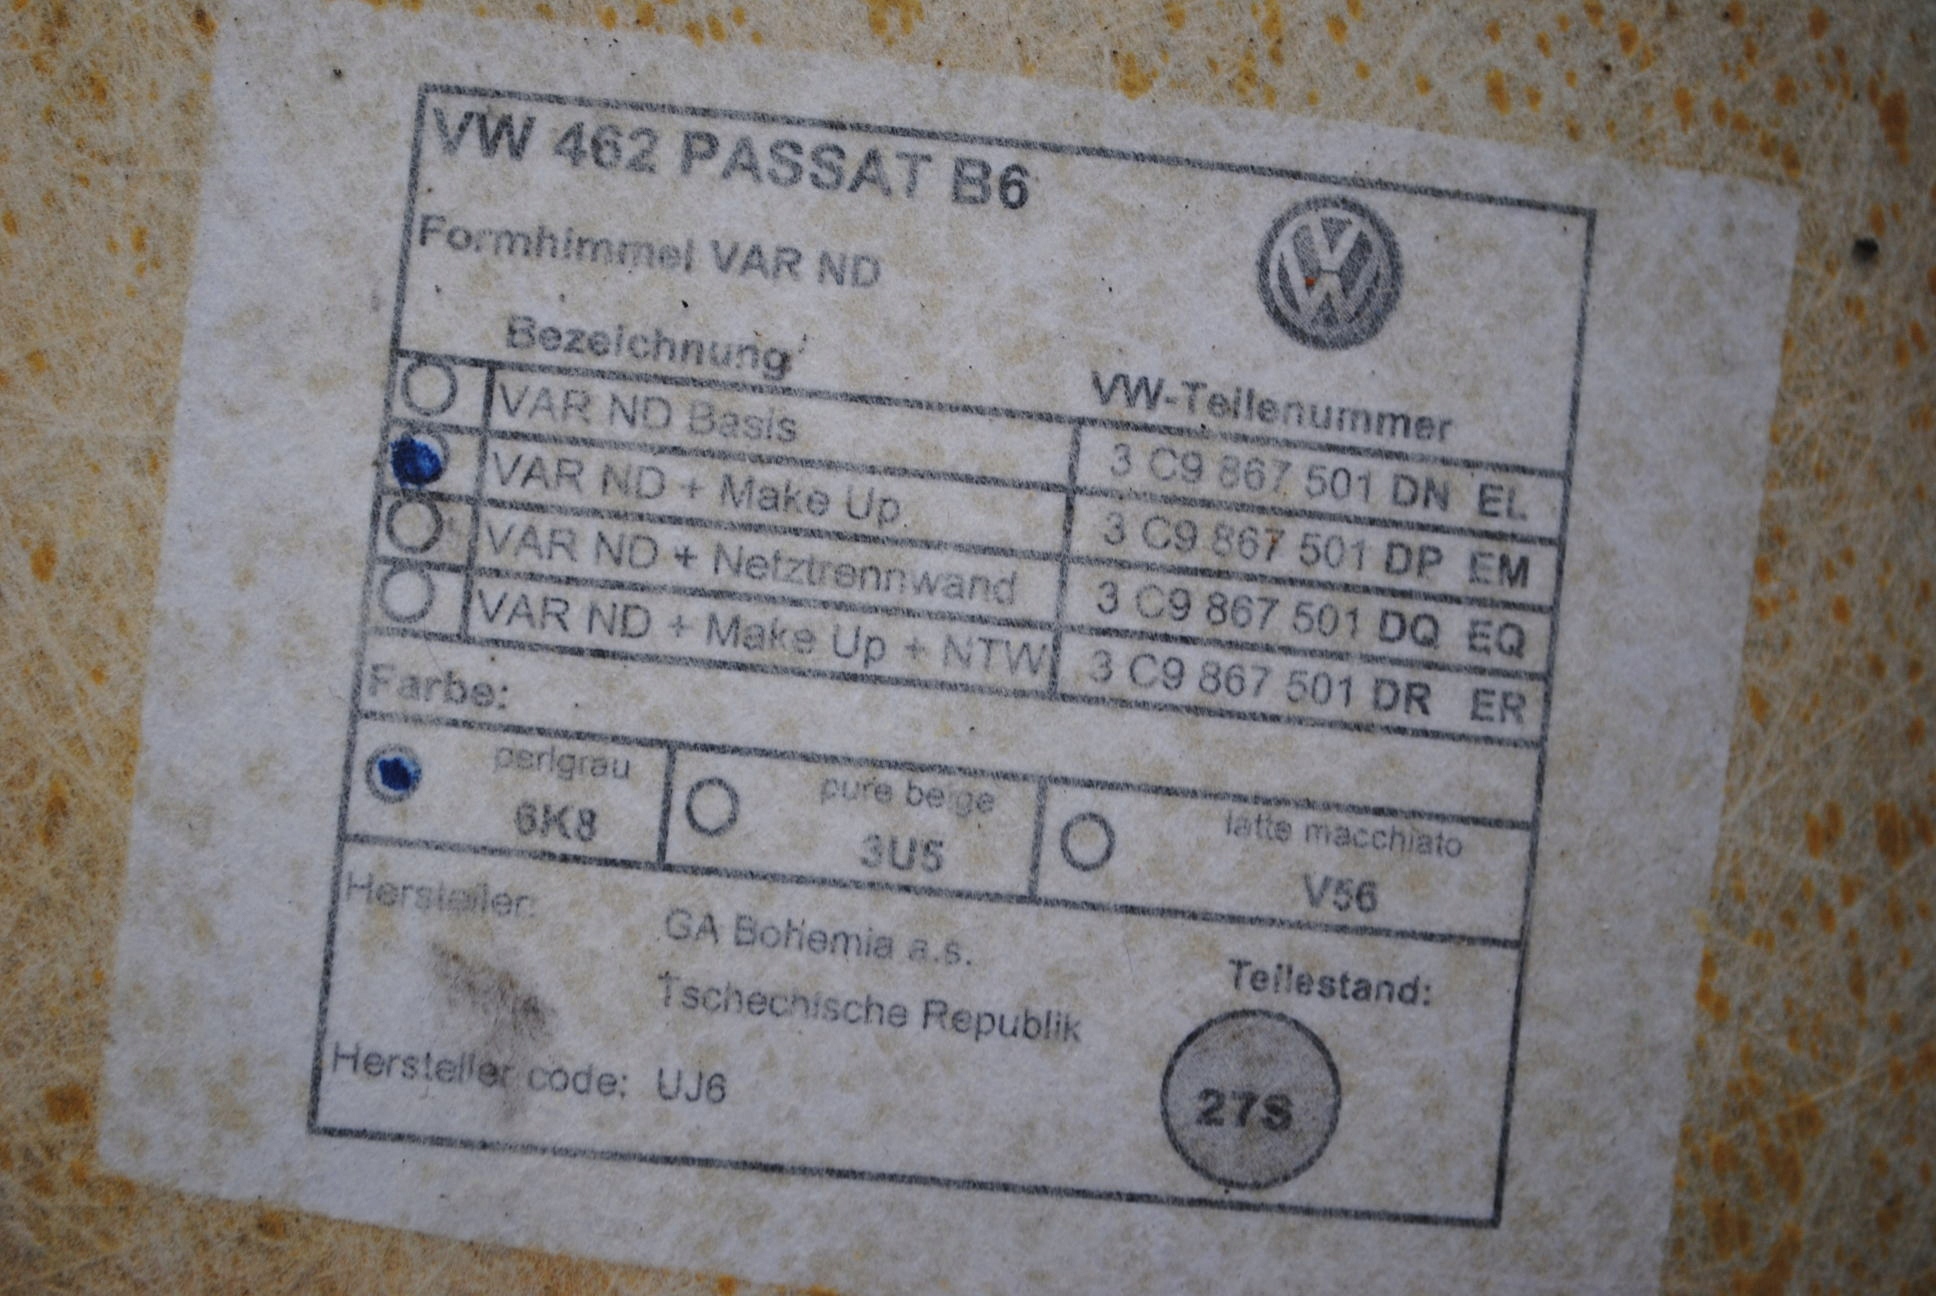 VW 462 PASSAT B6
Formhimmel VAR ND
Bezeichnung
VW-Teilenummer
VAR ND Basis 3 C9 867 501 DN EL
VAR ND + Make Up 3 C9 867 501 DP EM
VAR ND + Netztrennwand 3 C9 867 501 DQ EQ
VAR ND + Make Up + NTW 3 C9 867 501 DR ER
Farbe:
perlgrau pure beige latte macchiato
6K8 3U5 V56
Hersteller: GA Bohemia a.s.
Tschechische Republik
Teilestand:
Hersteller code: UJ6
27S